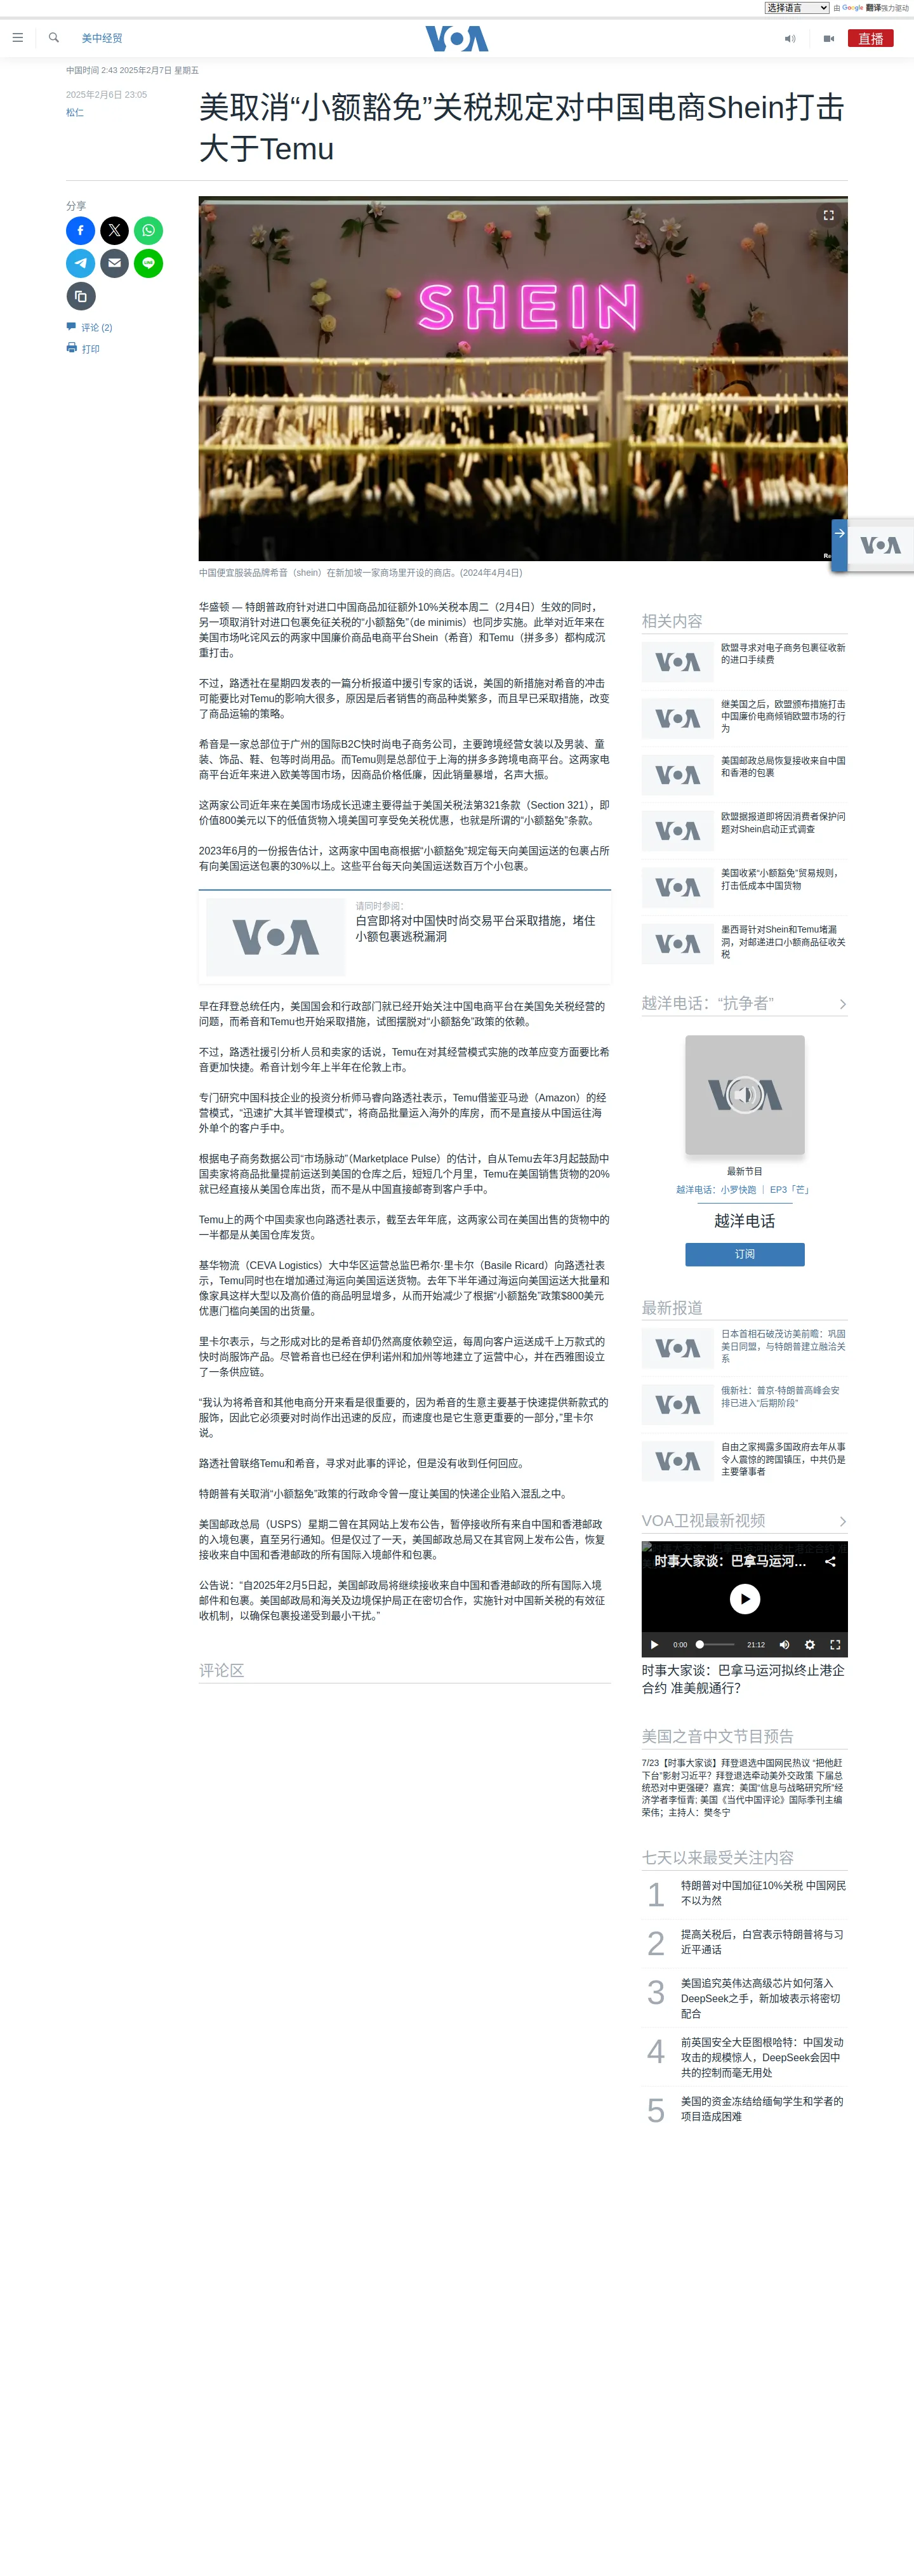 选择语言 由 Google 翻译强力驱动
美中经贸
VOA
直播
中国时间 2:43 2025年2月7日 星期五
2025年2月6日 23:05
松仁
美取消“小额豁免”关税规定对中国电商Shein打击
大于Temu
分享
评论 (2)
打印
SHEIN
中国便宜服装品牌希音（shein）在新加坡一家商场里开设的商店。(2024年4月4日)
华盛顿 — 特朗普政府针对进口中国商品加征额外10%关税本周二（2月4日）生效的同时，
另一项取消针对进口包裹免征关税的“小额豁免”（de minimis）也同步实施。此举对近年来在
美国市场叱诧风云的两家中国廉价商品电商平台Shein（希音）和Temu（拼多多）都构成沉
重打击。
不过，路透社在星期四发表的一篇分析报道中援引专家的话说，美国的新措施对希音的冲击
可能要比对Temu的影响大很多，原因是后者销售的商品种类繁多，而且早已采取措施，改变
了商品运输的策略。
希音是一家总部位于广州的国际B2C快时尚电子商务公司，主要跨境经营女装以及男装、童
装、饰品、鞋、包等时尚用品。而Temu则是总部位于上海的拼多多跨境电商平台。这两家电
商平台近年来进入欧美等国市场，因商品价格低廉，因此销量暴增，名声大振。
这两家公司近年来在美国市场成长迅速主要得益于美国关税法第321条款（Section 321），即
价值800美元以下的低值货物入境美国可享受免关税优惠，也就是所谓的“小额豁免”条款。
2023年6月的一份报告估计，这两家中国电商根据“小额豁免”规定每天向美国运送的包裹占所
有向美国运送包裹的30%以上。这些平台每天向美国运送数百万个小包裹。
VOA
请同时参阅：
白宫即将对中国快时尚交易平台采取措施，堵住
小额包裹逃税漏洞
早在拜登总统任内，美国国会和行政部门就已经开始关注中国电商平台在美国免关税经营的
问题，而希音和Temu也开始采取措施，试图摆脱对“小额豁免”政策的依赖。
不过，路透社援引分析人员和卖家的话说，Temu在对其经营模式实施的改革应变方面要比希
音更加快捷。希音计划今年上半年在伦敦上市。
专门研究中国科技企业的投资分析师马睿向路透社表示，Temu借鉴亚马逊（Amazon）的经
营模式，“迅速扩大其半管理模式”，将商品批量运入海外的库房，而不是直接从中国运往海
外单个的客户手中。
根据电子商务数据公司“市场脉动”（Marketplace Pulse）的估计，自从Temu去年3月起鼓励中
国卖家将商品批量提前运送到美国的仓库之后，短短几个月里，Temu在美国销售货物的20%
就已经直接从美国仓库出货，而不是从中国直接邮寄到客户手中。
Temu上的两个中国卖家也向路透社表示，截至去年年底，这两家公司在美国出售的货物中的
一半都是从美国仓库发货。
基华物流（CEVA Logistics）大中华区运营总监巴希尔·里卡尔（Basile Ricard）向路透社表
示，Temu同时也在增加通过海运向美国运送货物。去年下半年通过海运向美国运送大批量和
像家具这样大型以及高价值的商品明显增多，从而开始减少了根据“小额豁免”政策$800美元
优惠门槛向美国的出货量。
里卡尔表示，与之形成对比的是希音却仍然高度依赖空运，每周向客户运送成千上万款式的
快时尚服饰产品。尽管希音也已经在伊利诺州和加州等地建立了运营中心，并在西雅图设立
了一条供应链。
“我认为将希音和其他电商分开来看是很重要的，因为希音的生意主要基于快速提供新款式的
服饰，因此它必须要对时尚作出迅速的反应，而速度也是它生意更重要的一部分，”里卡尔
说。
路透社曾联络Temu和希音，寻求对此事的评论，但是没有收到任何回应。
特朗普有关取消“小额豁免”政策的行政命令曾一度让美国的快递企业陷入混乱之中。
美国邮政总局（USPS）星期二曾在其网站上发布公告，暂停接收所有来自中国和香港邮政
的入境包裹，直至另行通知。但是仅过了一天，美国邮政总局又在其官网上发布公告，恢复
接收来自中国和香港邮政的所有国际入境邮件和包裹。
公告说：“自2025年2月5日起，美国邮政局将继续接收来自中国和香港邮政的所有国际入境
邮件和包裹。美国邮政局和海关及边境保护局正在密切合作，实施针对中国新关税的有效征
收机制，以确保包裹投递受到最小干扰。”
评论区
相关内容
欧盟寻求对电子商务包裹征收新
的进口手续费
继美国之后，欧盟颁布措施打击
中国廉价电商倾销欧盟市场的行
为
美国邮政总局恢复接收来自中国
和香港的包裹
欧盟据报道即将因消费者保护问
题对Shein启动正式调查
美国收紧“小额豁免”贸易规则，
打击低成本中国货物
墨西哥针对Shein和Temu堵漏
洞，对邮递进口小额商品征收关
税
越洋电话：“抗争者”
最新节目
越洋电话：小罗快跑 ｜ EP3「芒」
越洋电话
订阅
最新报道
日本首相石破茂访美前瞻：巩固
美日同盟，与特朗普建立融洽关
系
俄新社：普京-特朗普高峰会安
排已进入“后期阶段”
自由之家揭露多国政府去年从事
令人震惊的跨国镇压，中共仍是
主要肇事者
VOA卫视最新视频
时事大家谈：巴拿马运河...
0:00 21:12
时事大家谈：巴拿马运河拟终止港企
合约 准美舰通行？
美国之音中文节目预告
7/23【时事大家谈】拜登退选中国网民热议 “把他赶
下台”影射习近平？拜登退选牵动美外交政策 下届总
统恐对中更强硬？嘉宾：美国“信息与战略研究所”经
济学者李恒青; 美国《当代中国评论》国际季刊主编
荣伟；主持人：樊冬宁
七天以来最受关注内容
1 特朗普对中国加征10%关税 中国网民
不以为然
2 提高关税后，白宫表示特朗普将与习
近平通话
3 美国追究英伟达高级芯片如何落入
DeepSeek之手，新加坡表示将密切
配合
4 前英国安全大臣图根哈特：中国发动
攻击的规模惊人，DeepSeek会因中
共的控制而毫无用处
5 美国的资金冻结给缅甸学生和学者的
项目造成困难